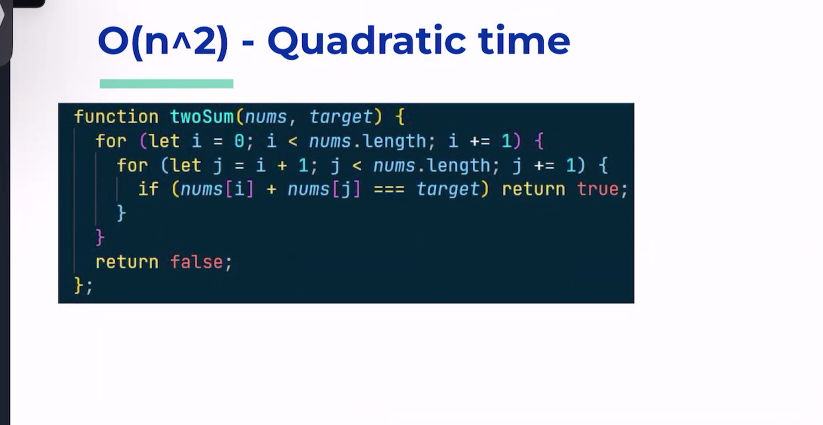 O(n^2) - Quadratic time
function twoSum(nums, target) {
  for (let i = 0; i < nums.length; i += 1) {
    for (let j = i + 1; j < nums.length; j += 1) {
      if (nums[i] + nums[j] === target) return true;
    }
  }
  return false;
};